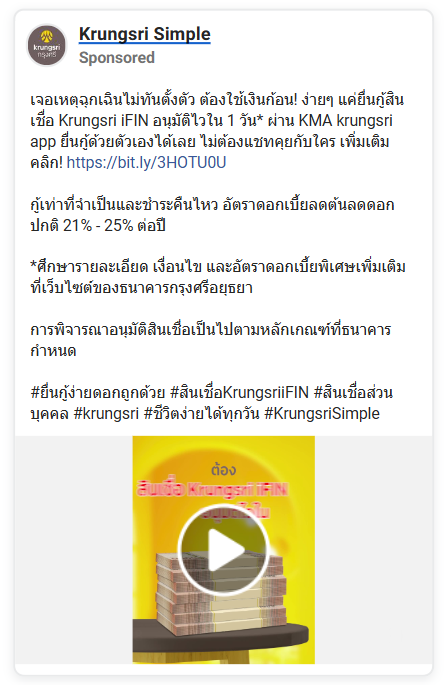 krungsri
กรุงศรี
Krungsri Simple
Sponsored
เจอเหตุฉุกเฉินไม่ทันตั้งตัว ต้องใช้เงินก้อน! ง่ายๆ แค่ยื่นกู้สิน
เชื่อ Krungsri iFIN อนุมัติไวใน 1 วัน* ผ่าน KMA krungsri
app ยื่นกู้ด้วยตัวเองได้เลย ไม่ต้องแชทคุยกับใคร เพิ่มเติม
คลิก! https://bit.ly/3HOTU0U
กู้เท่าที่จำเป็นและชำระคืนไหว อัตราดอกเบี้ยลดต้นลดดอก
ปกติ 21% - 25% ต่อปี
*ศึกษารายละเอียด เงื่อนไข และอัตราดอกเบี้ยพิเศษเพิ่มเติม
ที่เว็บไซต์ของธนาคารกรุงศรีอยุธยา
การพิจารณาอนุมัติสินเชื่อเป็นไปตามหลักเกณฑ์ที่ธนาคาร
กำหนด
#ยื่นกู้ง่ายดอกถูกด้วย #สินเชื่อKrungsriiFIN #สินเชื่อส่วน
บุคคล #krungsri #ชีวิตง่ายได้ทุกวัน #KrungsriSimple
ต้อง
สินเชื่อ Krungsri iFIN